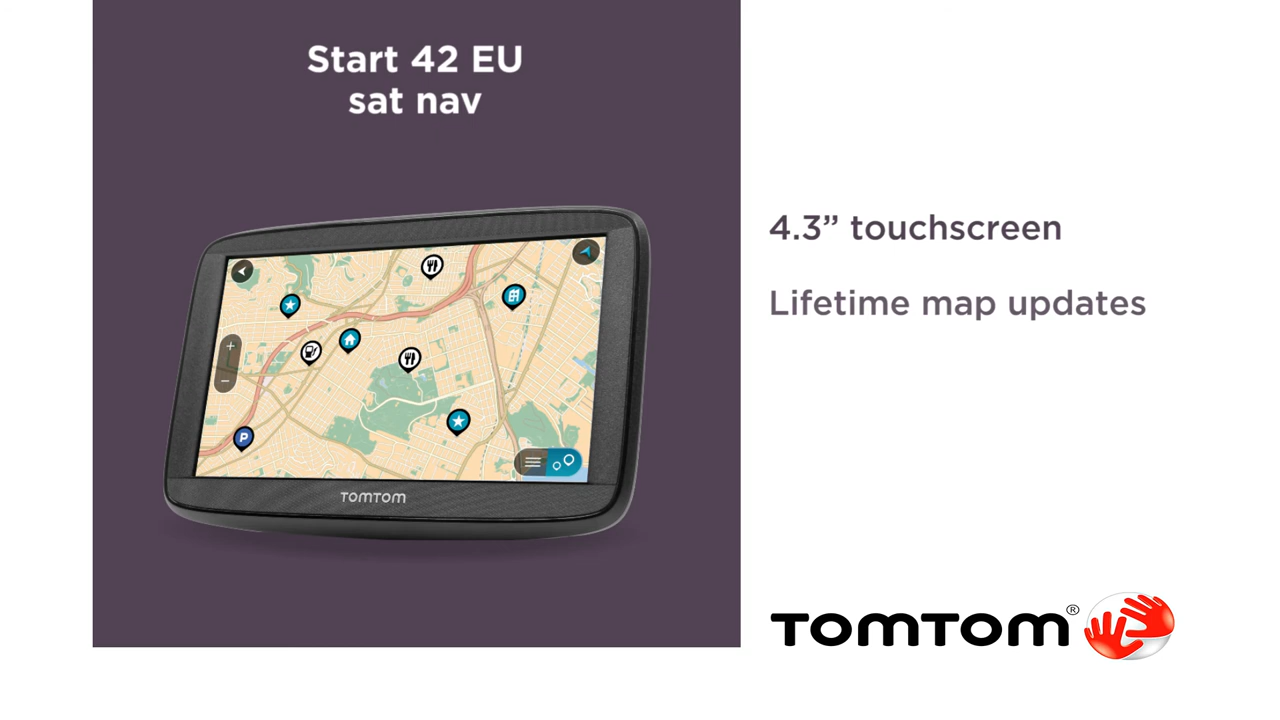 Start 42 EU
sat nav
4.3” touchscreen
Lifetime map updates
P
TOMTOM
TOMTOM®